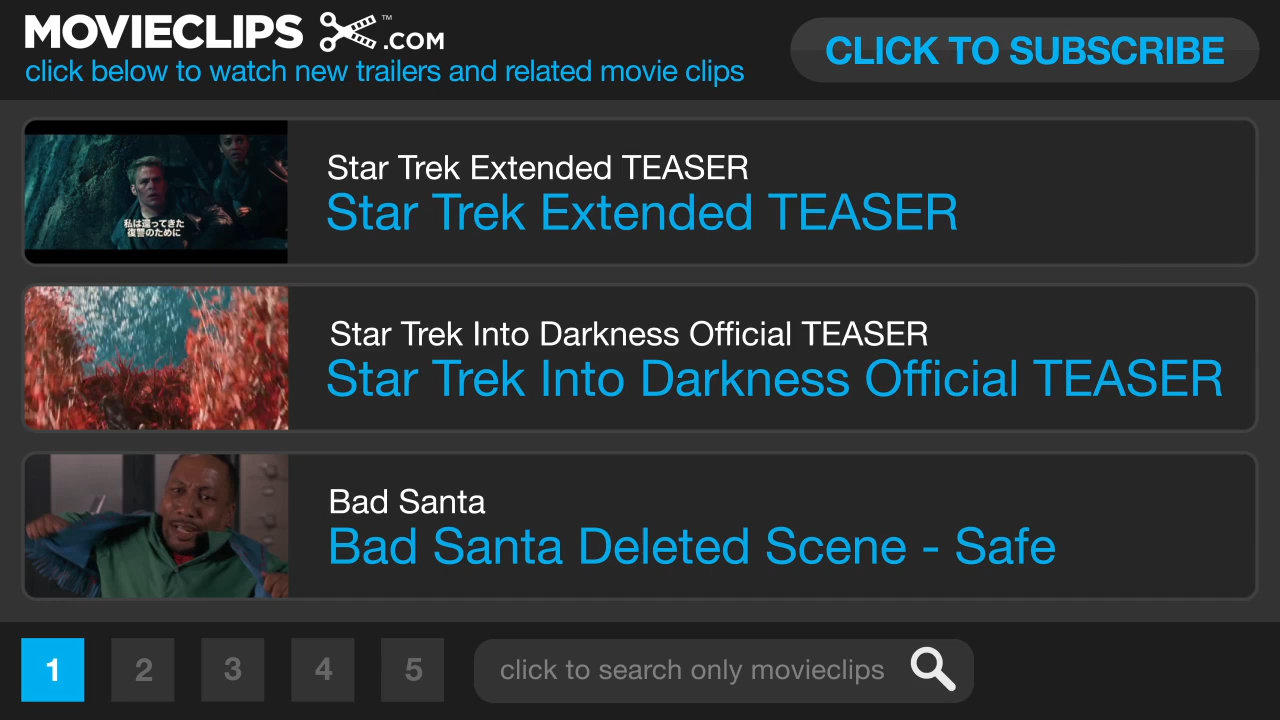 MOVIECLIPS ™ .COM
click below to watch new trailers and related movie clips
CLICK TO SUBSCRIBE
Star Trek Extended TEASER
Star Trek Extended TEASER
私は還ってきた
復讐のために
Star Trek Into Darkness Official TEASER
Star Trek Into Darkness Official TEASER
Bad Santa
Bad Santa Deleted Scene - Safe
1 2 3 4 5
click to search only movieclips